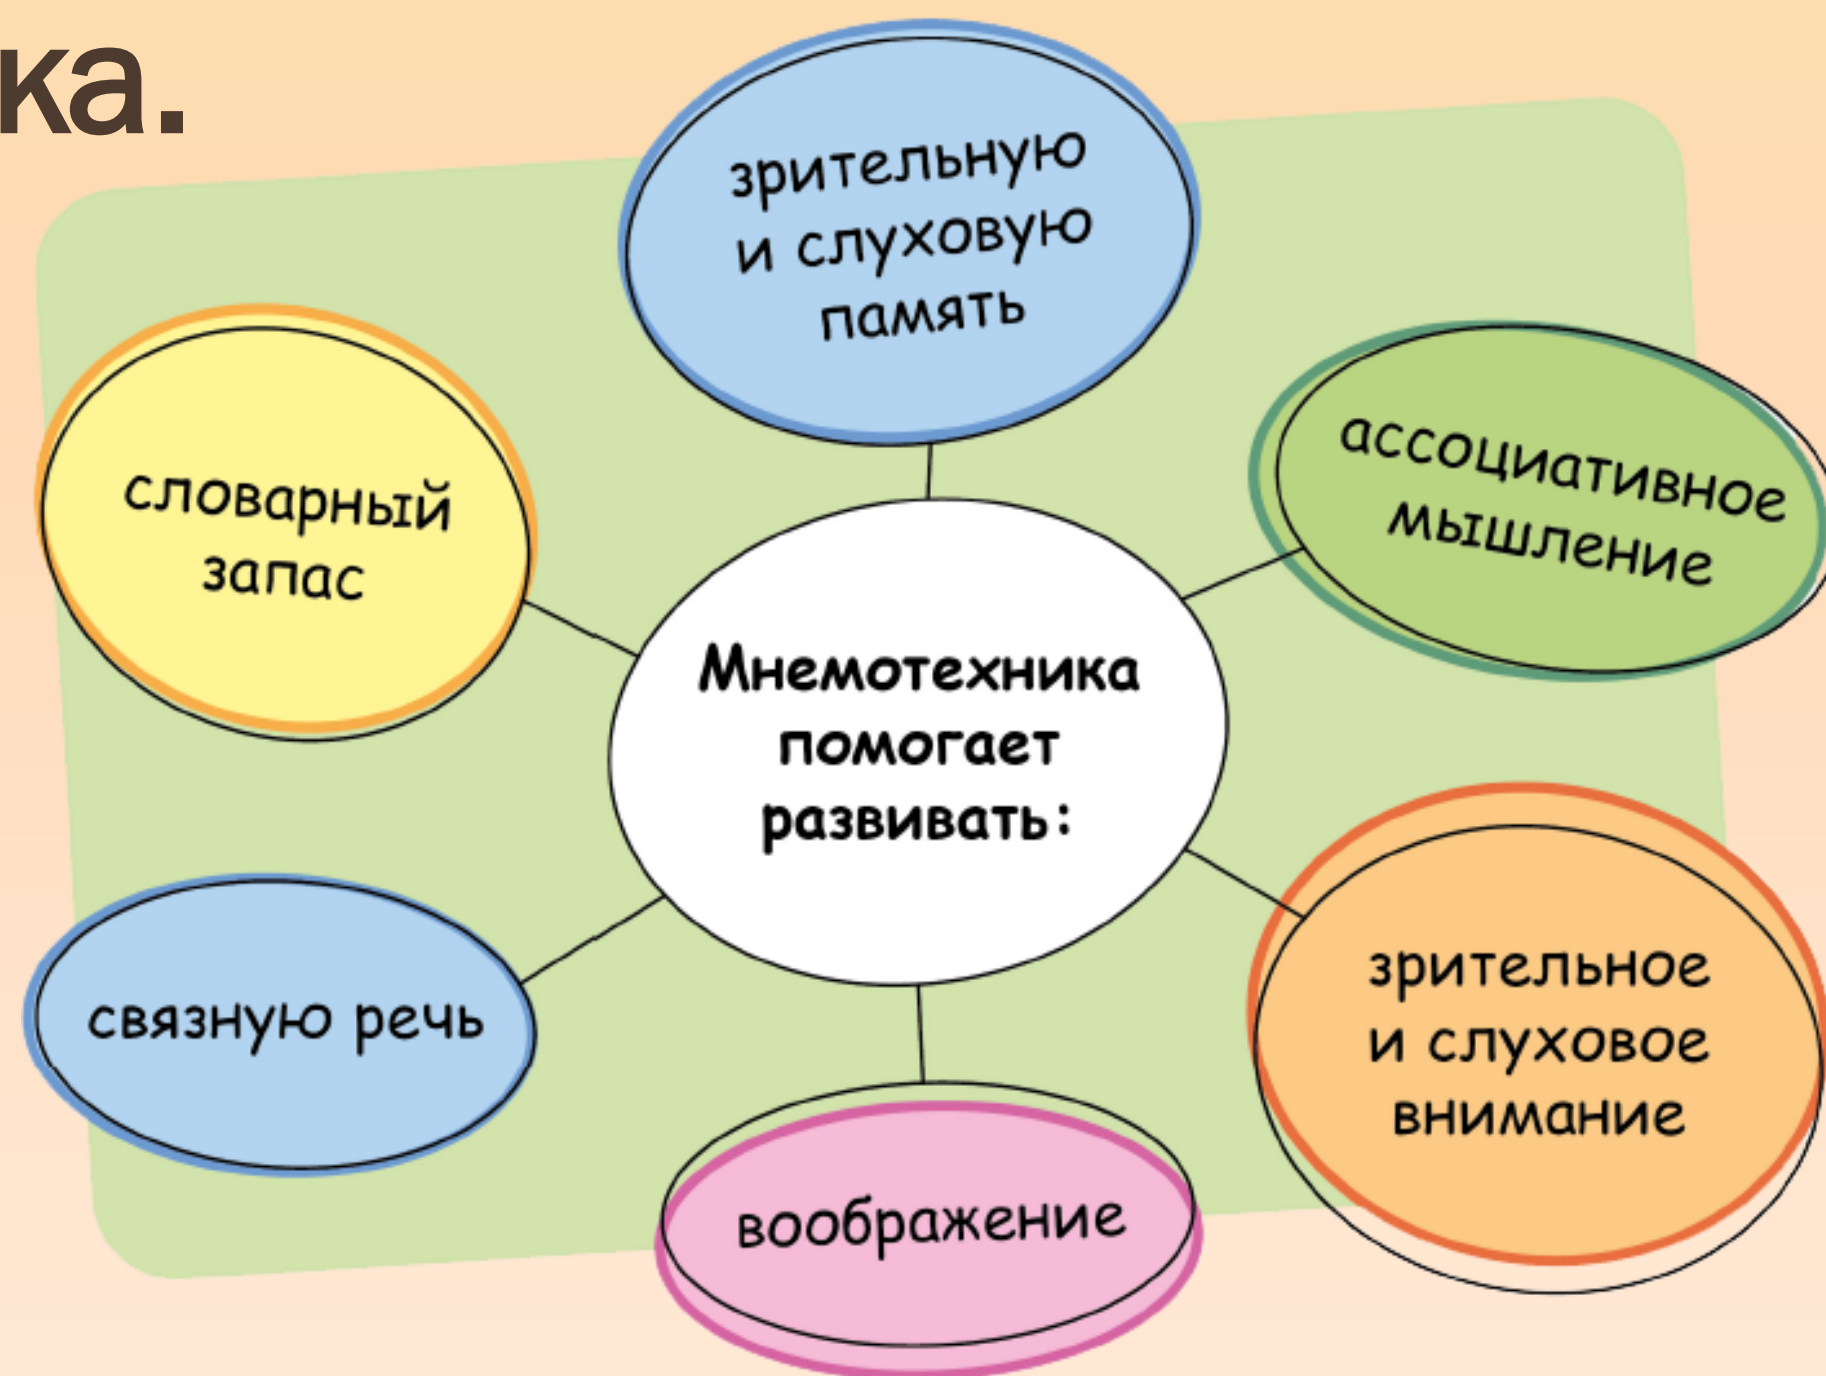 ка.
зрительную
и слуховую
память
ассоциативное
мышление
словарный
запас
Мнемотехника
помогает
развивать:
зрительное
и слуховое
внимание
связную речь
воображение